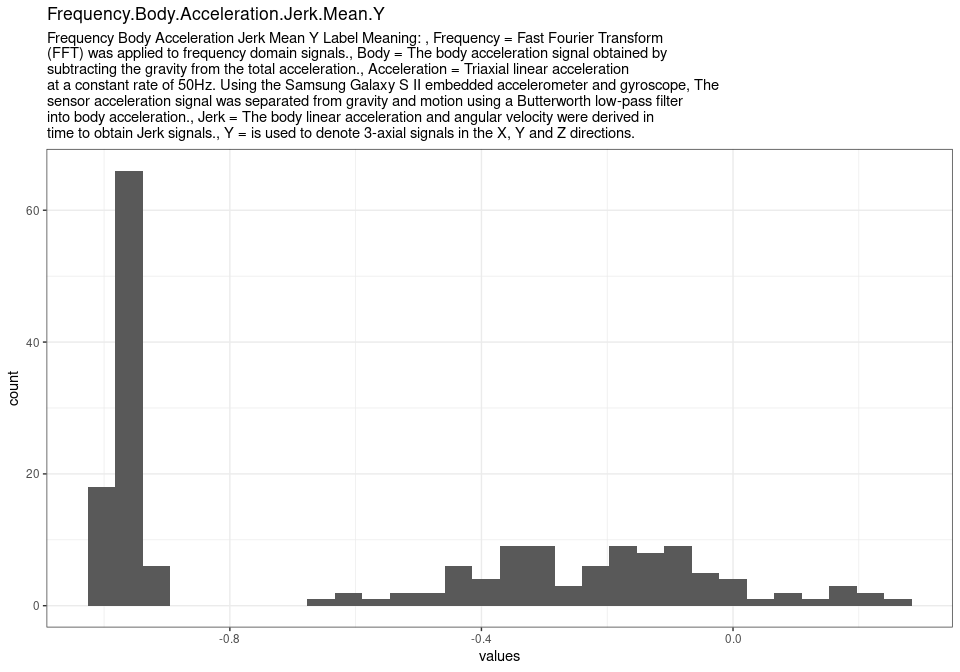 Frequency.Body.Acceleration.Jerk.Mean.Y
Frequency Body Acceleration Jerk Mean Y Label Meaning: , Frequency = Fast Fourier Transform
(FFT) was applied to frequency domain signals., Body = The body acceleration signal obtained by
subtracting the gravity from the total acceleration., Acceleration = Triaxial linear acceleration
at a constant rate of 50Hz. Using the Samsung Galaxy S II embedded accelerometer and gyroscope, The
sensor acceleration signal was separated from gravity and motion using a Butterworth low-pass filter
into body acceleration., Jerk = The body linear acceleration and angular velocity were derived in
time to obtain Jerk signals., Y = is used to denote 3-axial signals in the X, Y and Z directions.
60
40
20
0
count
-0.8
-0.4
0.0
values